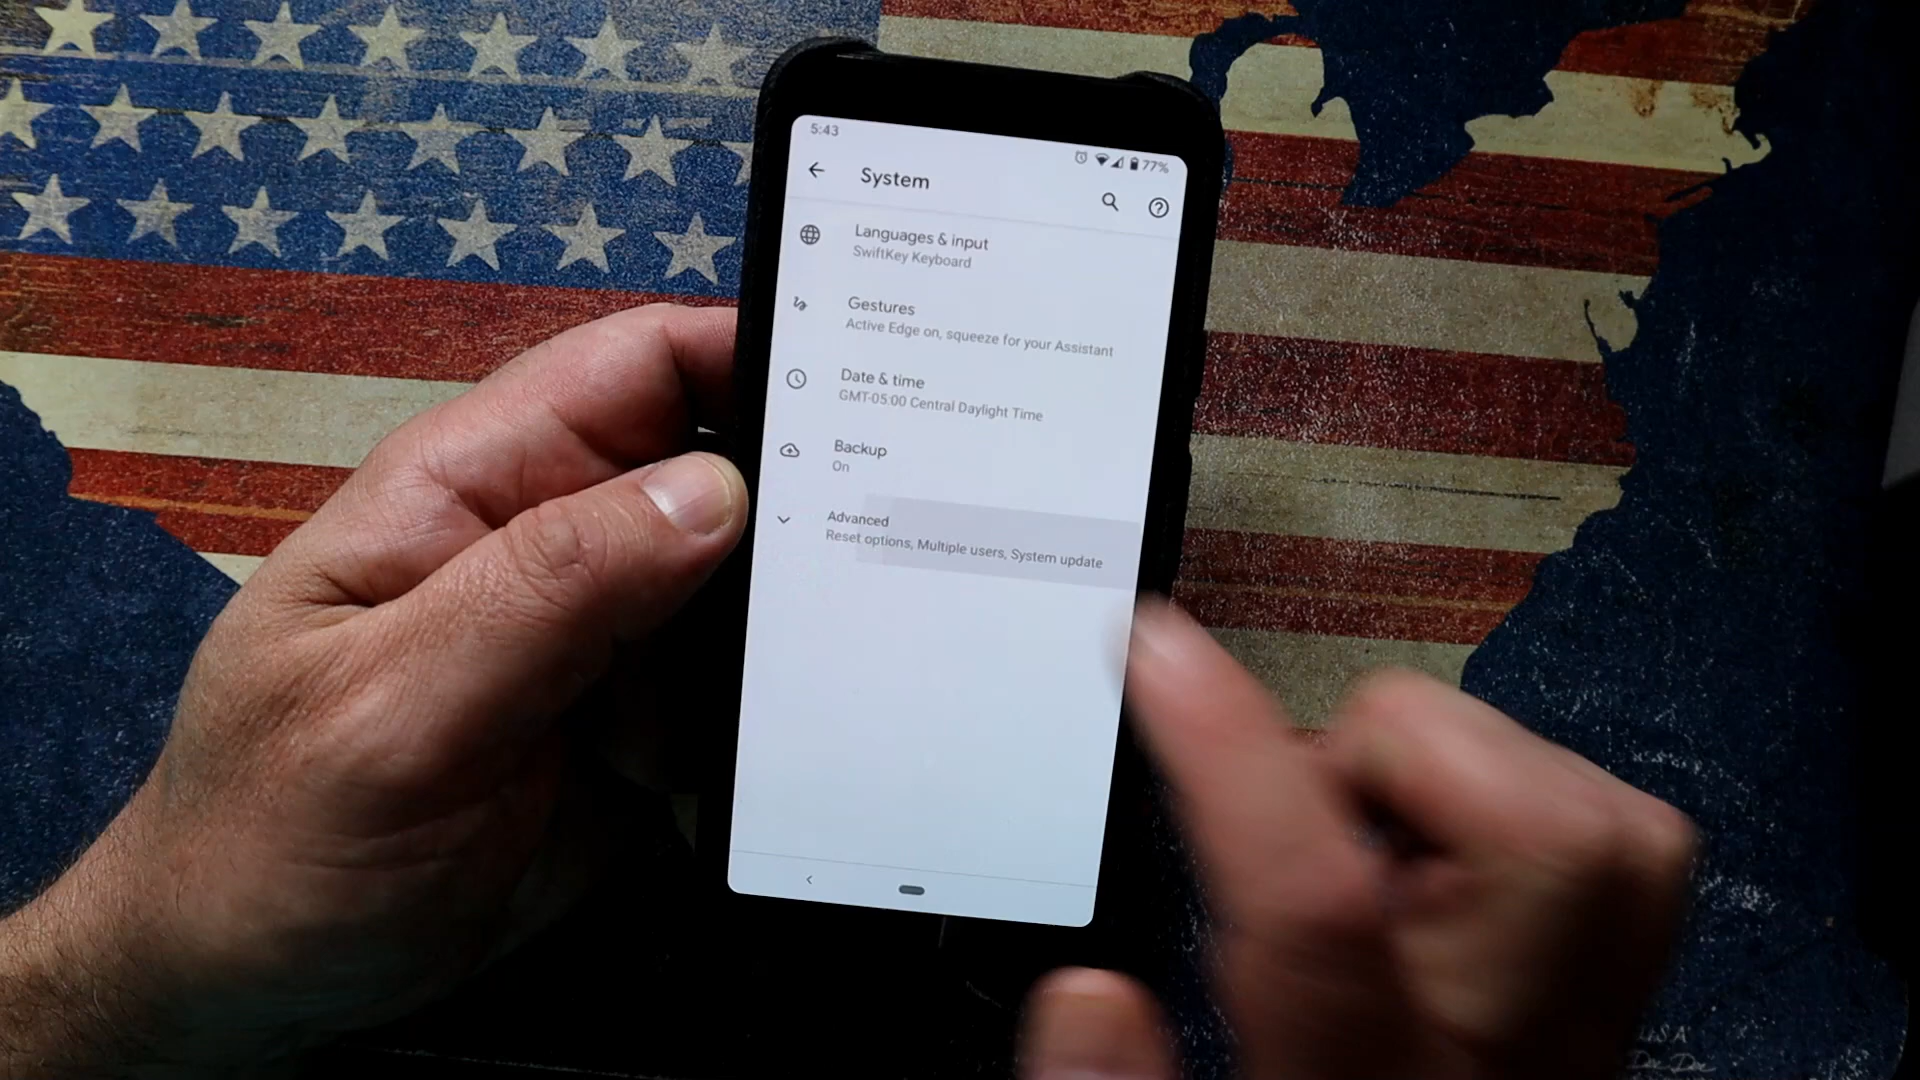 5:43
77%
System
Languages & input
SwiftKey Keyboard
Gestures
Active Edge on, squeeze for your Assistant
Date & time
GMT-05:00 Central Daylight Time
Backup
On
Advanced
Reset options, Multiple users, System update